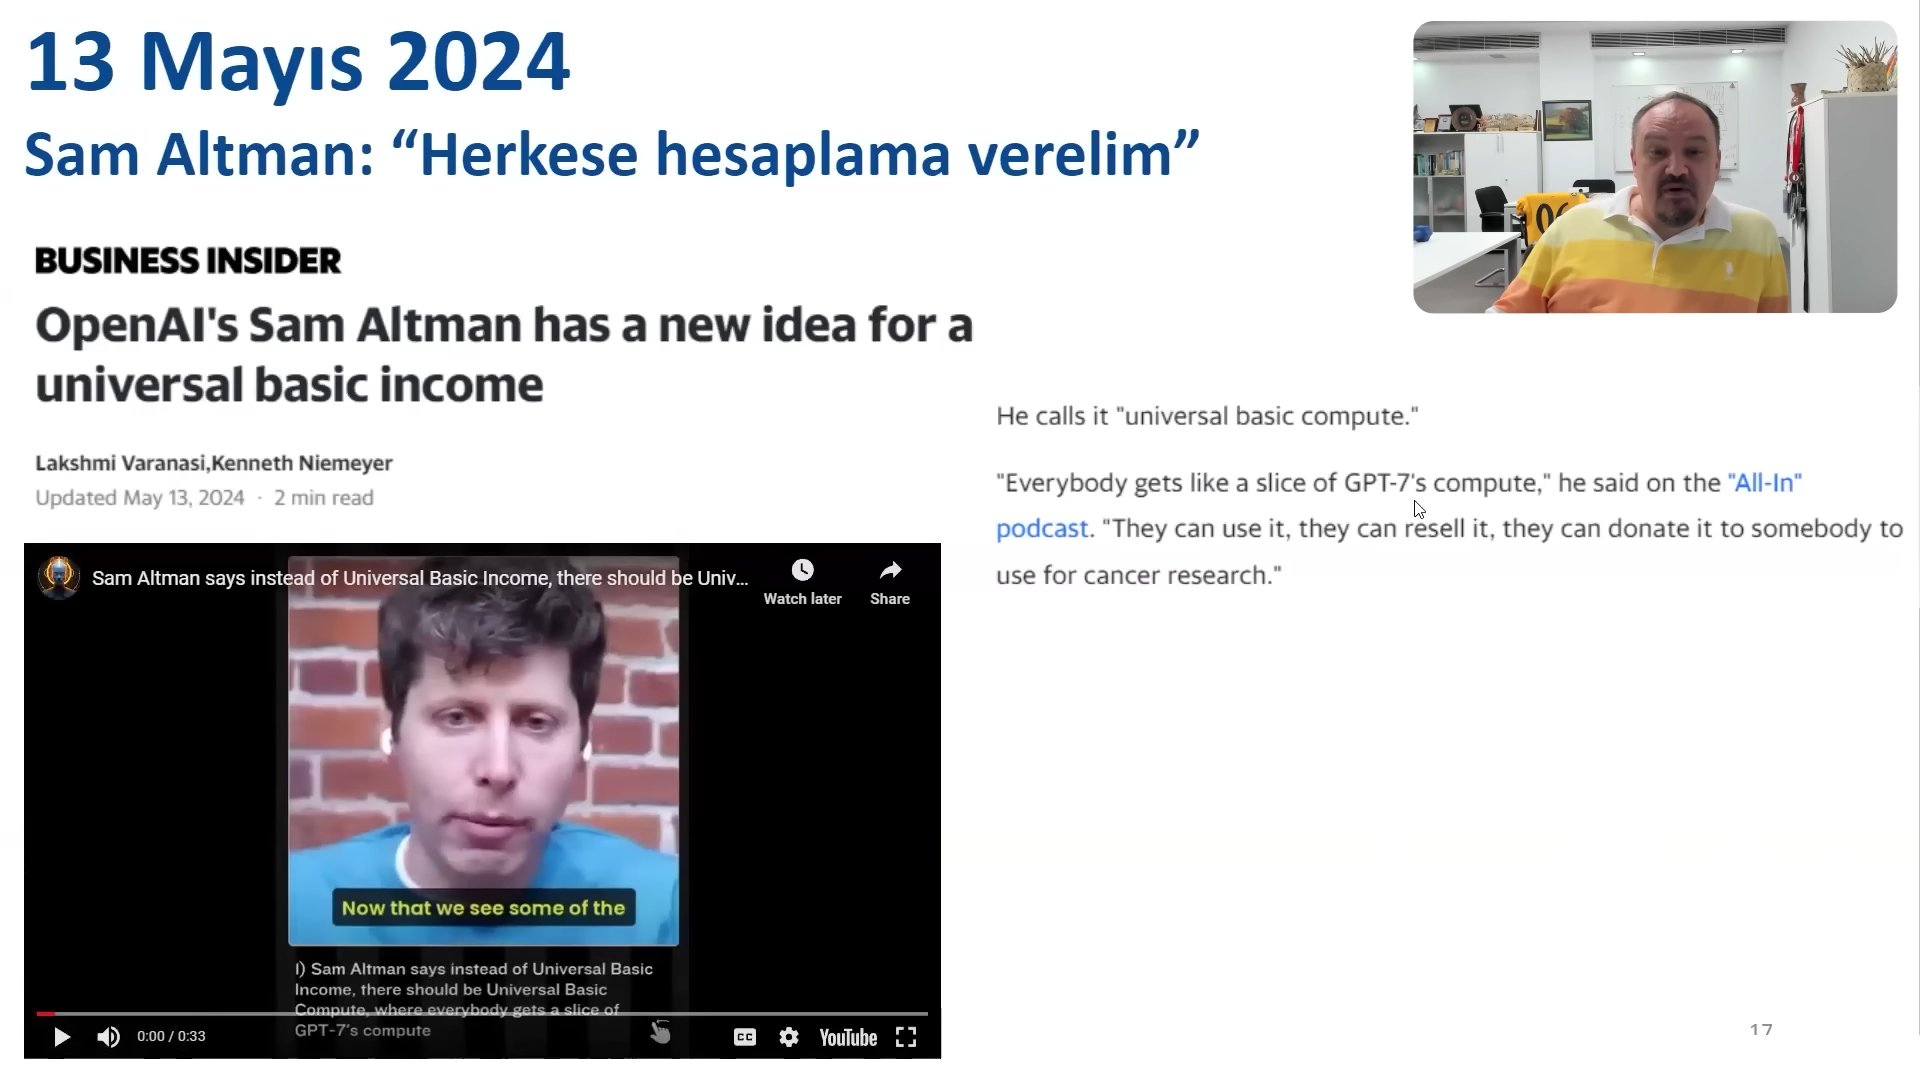 13 Mayıs 2024
Sam Altman: “Herkese hesaplama verelim”
BUSINESS INSIDER
OpenAI's Sam Altman has a new idea for a
universal basic income
Lakshmi Varanasi,Kenneth Niemeyer
Updated May 13, 2024 · 2 min read
He calls it "universal basic compute."
"Everybody gets like a slice of GPT-7's compute," he said on the "All-In"
podcast. "They can use it, they can resell it, they can donate it to somebody to
use for cancer research."
Sam Altman says instead of Universal Basic Income, there should be Univ...
Watch later
Share
Now that we see some of the
I) Sam Altman says instead of Universal Basic
Income, there should be Universal Basic
Compute, where everybody gets a slice of
GPT-7's compute
0:00 / 0:33
CC
YouTube
17
06